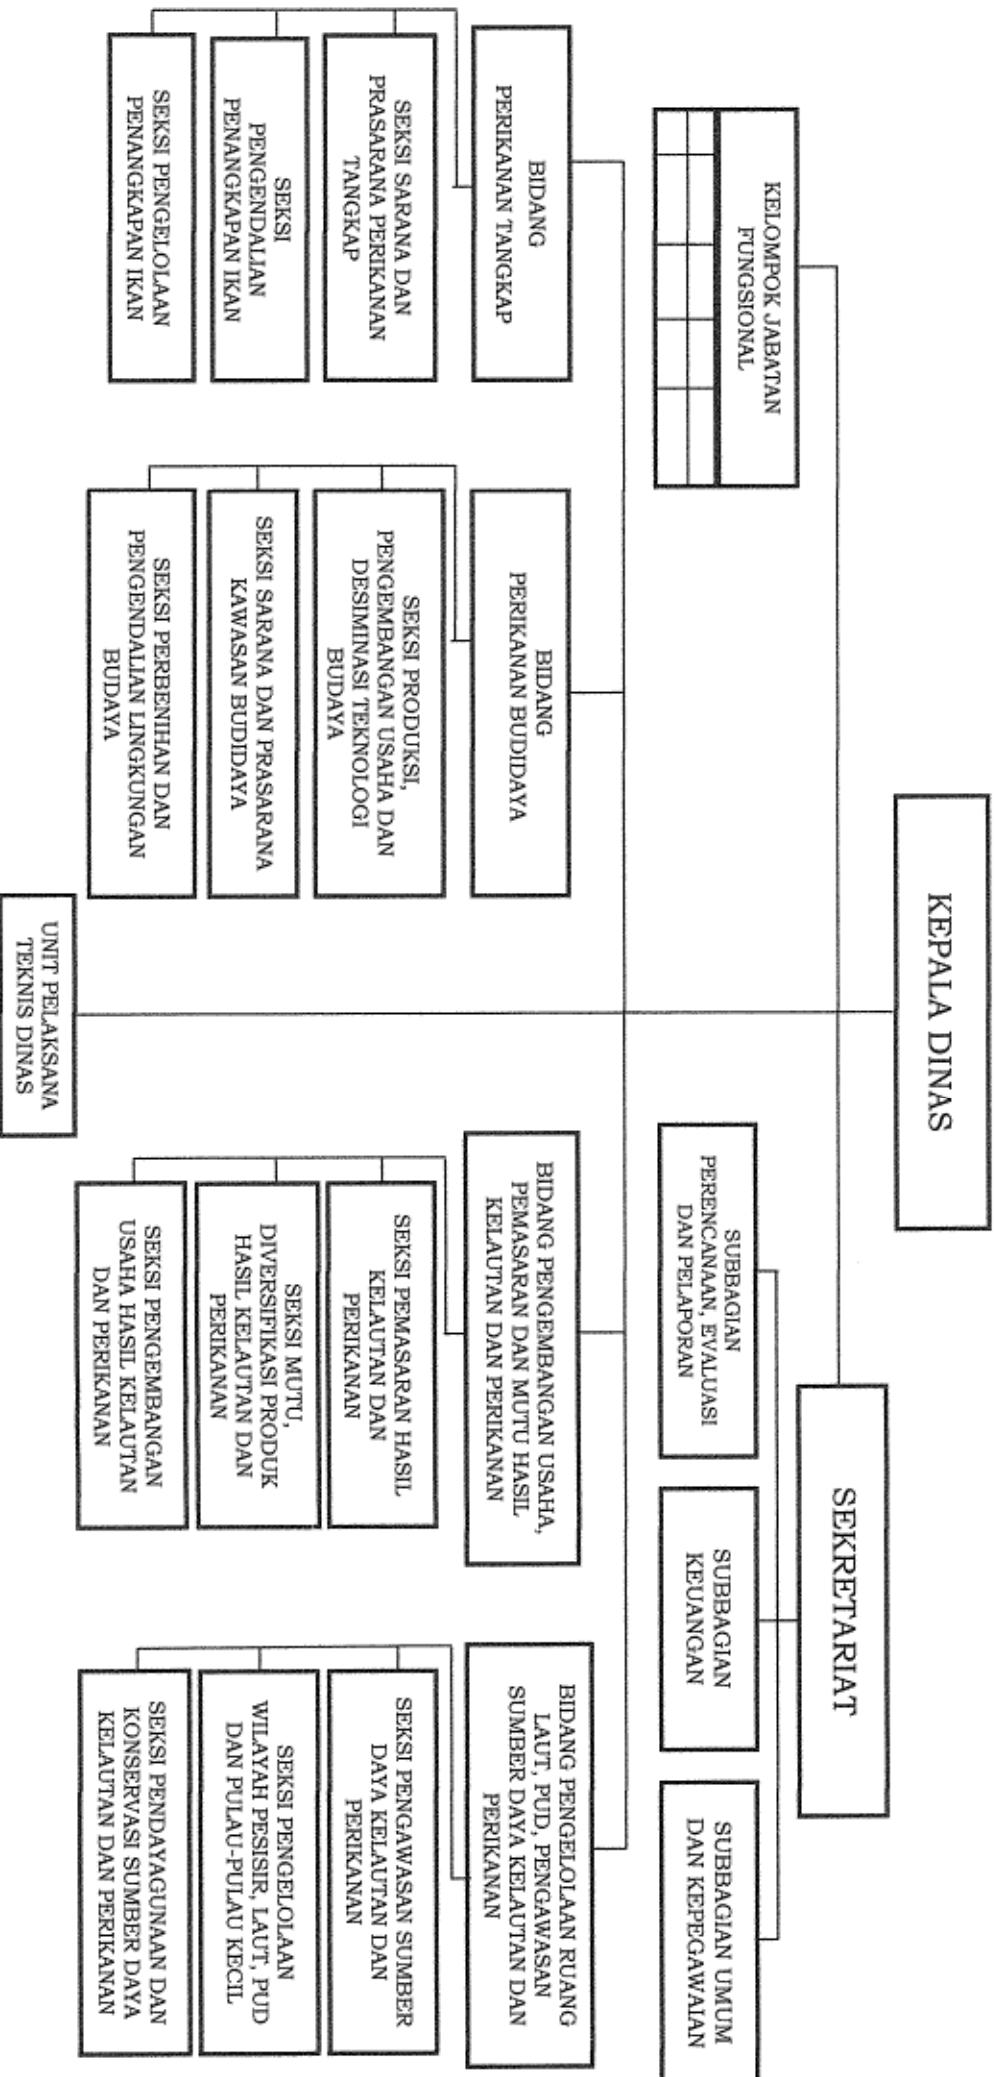 KEPALA DINAS
SEKRETARIAT
KELOMPOK JABATAN
FUNGSIONAL
SUBBAGIAN
PERENCANAAN, EVALUASI
DAN PELAPORAN
SUBBAGIAN
KEUANGAN
SUBBAGIAN UMUM
DAN KEPEGAWAIAN
BIDANG
PERIKANAN TANGKAP
SEKSI SARANA DAN
PRASARANA PERIKANAN
TANGKAP
SEKSI
PENGENDALIAN
PENANGKAPAN IKAN
SEKSI PENGELOLAAN
PENANGKAPAN IKAN
BIDANG
PERIKANAN BUDIDAYA
SEKSI PRODUKSI,
PENGEMBANGAN USAHA DAN
DESIMINASI TEKNOLOGI
BUDAYA
SEKSI SARANA DAN PRASARANA
KAWASAN BUDIDAYA
SEKSI PERBENIHAN DAN
PENGENDALIAN LINGKUNGAN
BUDAYA
BIDANG PENGEMBANGAN USAHA,
PEMASARAN DAN MUTU HASIL
KELAUTAN DAN PERIKANAN
SEKSI PEMASARAN HASIL
KELAUTAN DAN
PERIKANAN
SEKSI MUTU,
DIVERSIFIKASI PRODUK
HASIL KELAUTAN DAN
PERIKANAN
SEKSI PENGEMBANGAN
USAHA HASIL KELAUTAN
DAN PERIKANAN
BIDANG PENGELOLAAN RUANG
LAUT, PUD, PENGAWASAN
SUMBER DAYA KELAUTAN DAN
PERIKANAN
SEKSI PENGAWASAN SUMBER
DAYA KELAUTAN DAN
PERIKANAN
SEKSI PENGELOLAAN
WILAYAH PESISIR, LAUT, PUD
DAN PULAU-PULAU KECIL
SEKSI PENDAYAGUNAAN DAN
KONSERVASI SUMBER DAYA
KELAUTAN DAN PERIKANAN
UNIT PELAKSANA
TEKNIS DINAS